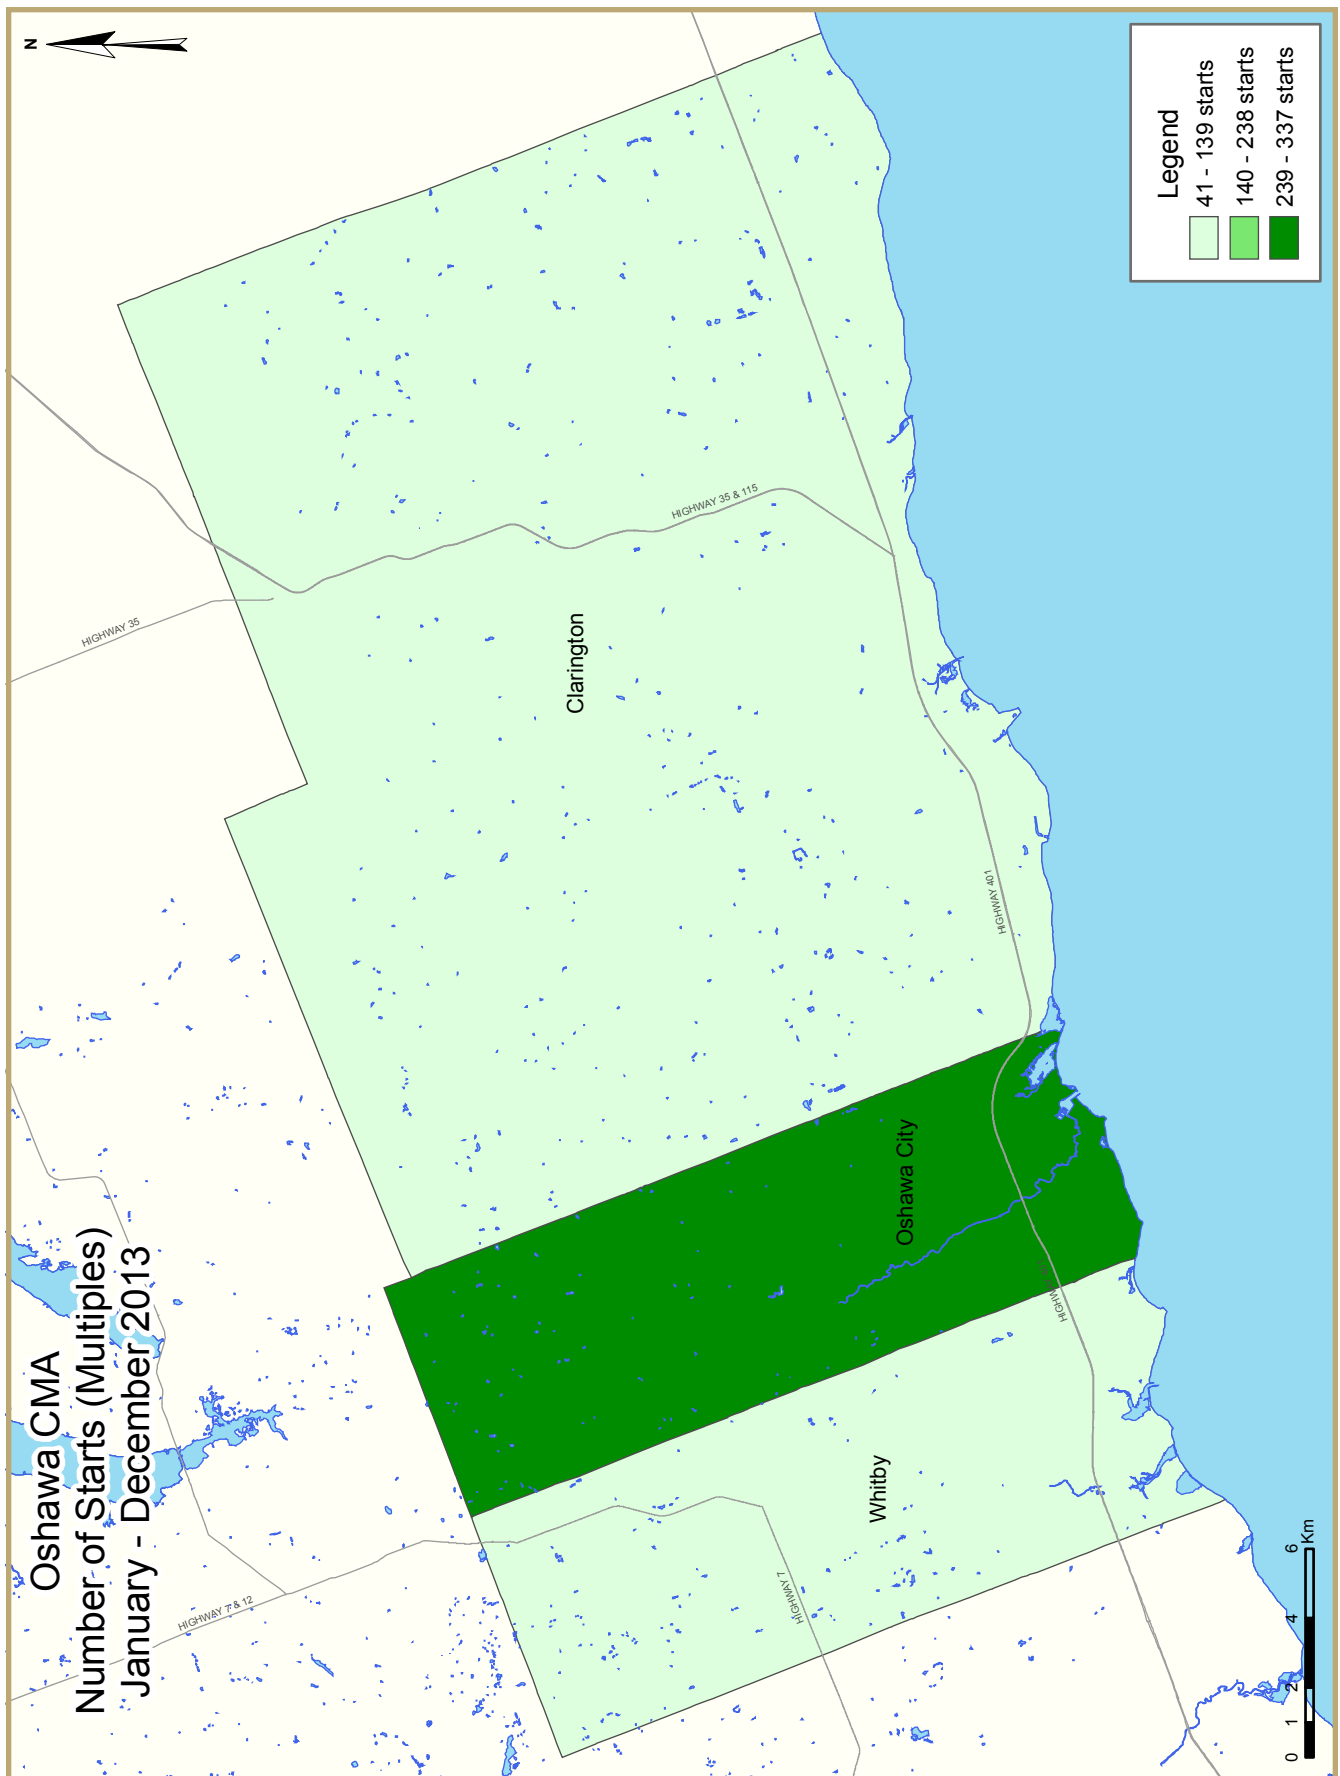 Oshawa CMA
Number of Starts (Multiples)
January - December 2013
N
HIGHWAY 7 & 12
HIGHWAY 35
HIGHWAY 35 & 115
Clarington
HIGHWAY 401
Oshawa City
HIGHWAY
Whitby
HIGHWAY 7
Legend
41 - 139 starts
140 - 238 starts
239 - 337 starts
0 1 2 4 6
Km